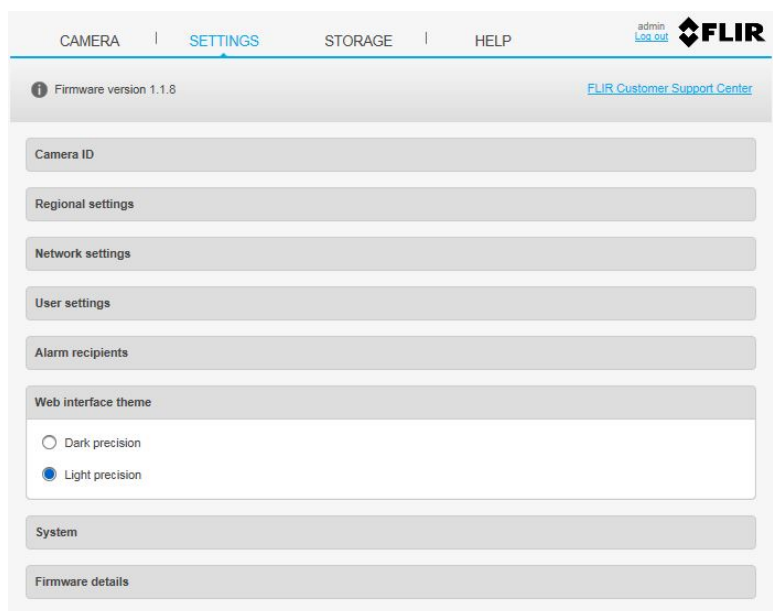 admin
CAMERA SETTINGS STORAGE HELP Log out FLIR
Firmware version 1.1.8 FLIR Customer Support Center
Camera ID
Regional settings
Network settings
User settings
Alarm recipients
Web interface theme
Dark precision
Light precision
System
Firmware details